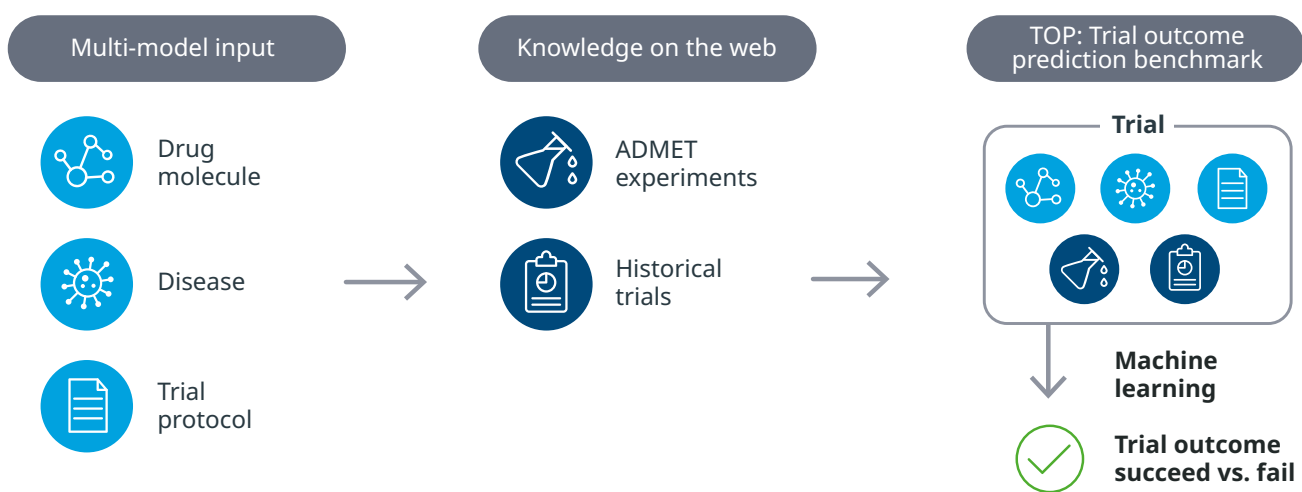 Multi-model input
Drug
molecule
Disease
Trial
protocol
Knowledge on the web
ADMET
experiments
Historical
trials
TOP: Trial outcome
prediction benchmark
Trial
Machine
learning
Trial outcome
succeed vs. fail